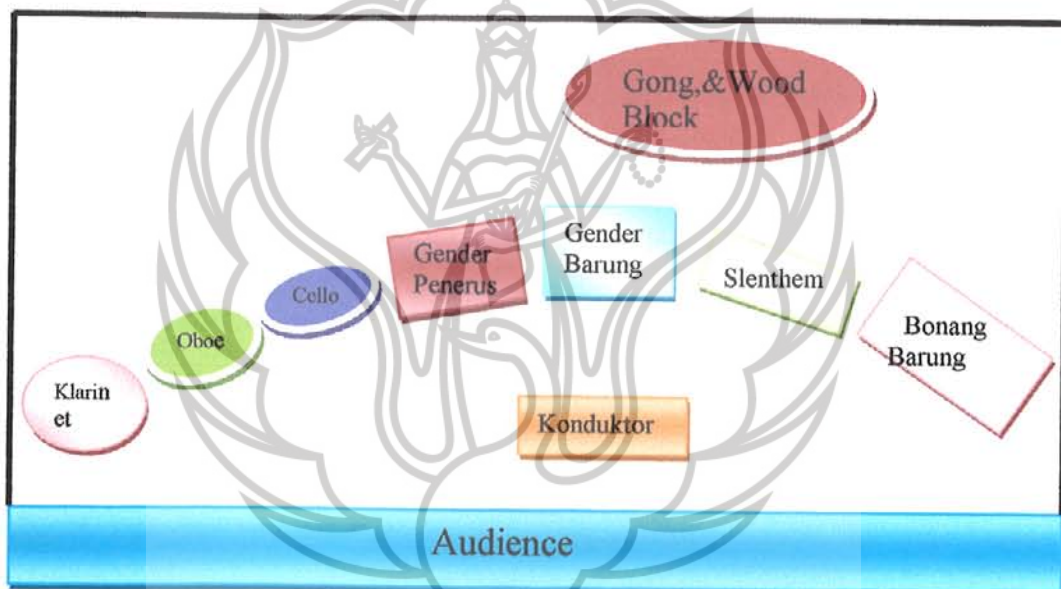 Gong,&Wood
Block
Gender
Penerus
Gender
Barung
Slenthem
Bonang
Barung
Cello
Oboe
Klarin
et
Konduktor
Audience